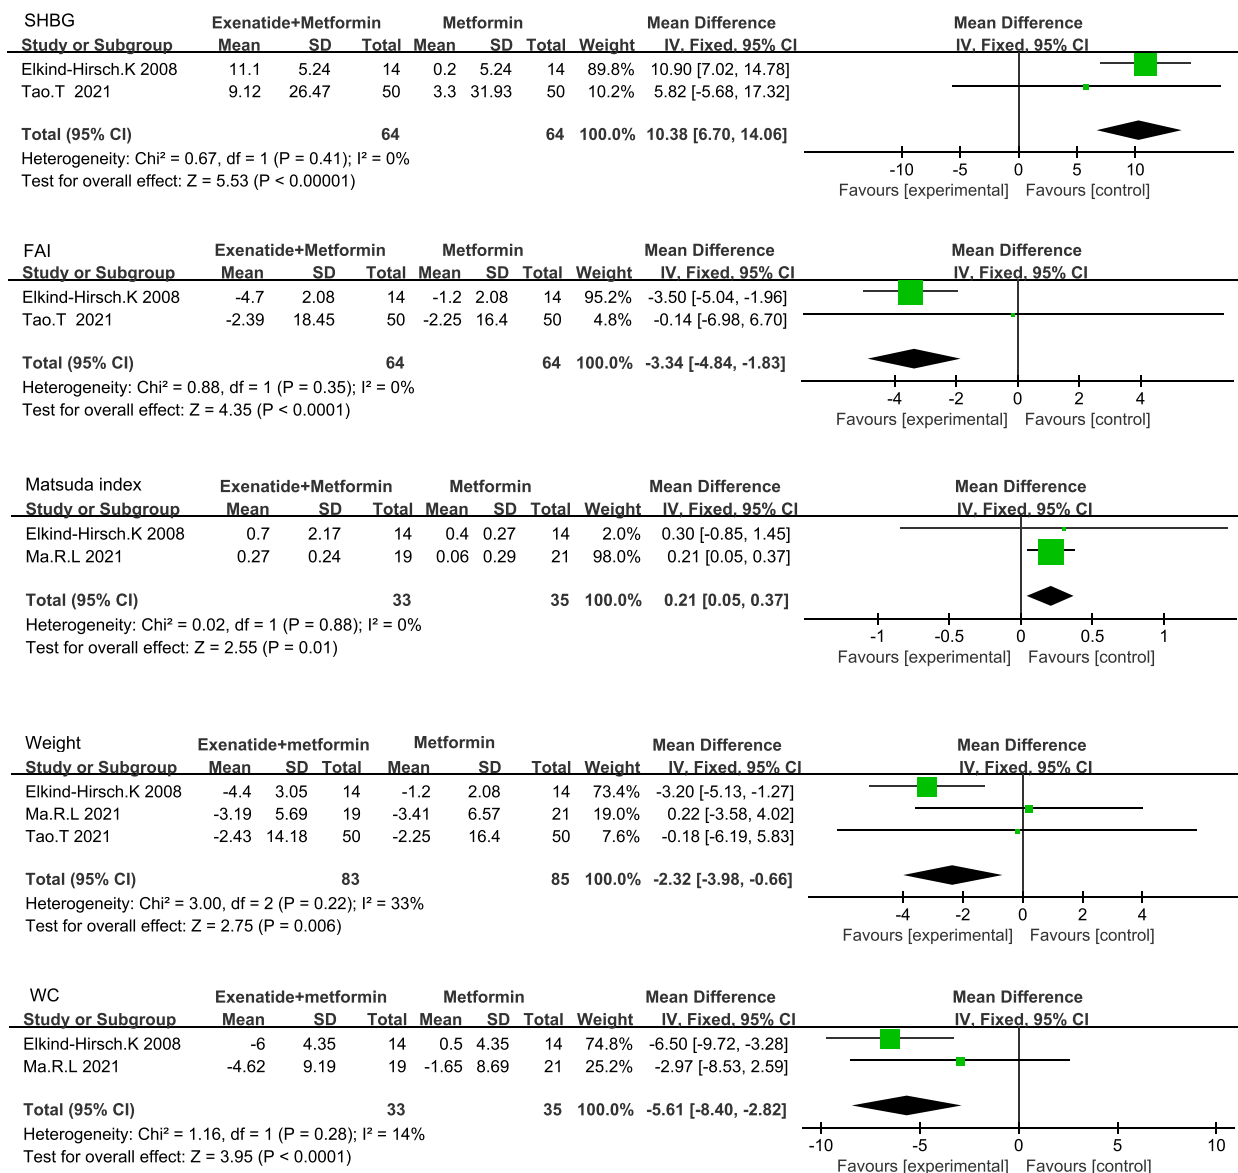 SHBG Exenatide+Metformin Metformin Mean Difference Mean Difference
Study or Subgroup Mean SD Total Mean SD Total Weight IV, Fixed, 95% CI IV, Fixed, 95% CI
Elkind-Hirsch.K 2008 11.1 5.24 14 0.2 5.24 14 89.8% 10.90 [7.02, 14.78]
Tao.T 2021 9.12 26.47 50 3.3 31.93 50 10.2% 5.82 [-5.68, 17.32]
Total (95% CI) 64 64 100.0% 10.38 [6.70, 14.06]
Heterogeneity: Chi² = 0.67, df = 1 (P = 0.41); I² = 0%
Test for overall effect: Z = 5.53 (P < 0.00001)
-10 -5 0 5 10
Favours [experimental] Favours [control]
FAI Exenatide+Metformin Metformin Mean Difference Mean Difference
Study or Subgroup Mean SD Total Mean SD Total Weight IV, Fixed, 95% CI IV, Fixed, 95% CI
Elkind-Hirsch.K 2008 -4.7 2.08 14 -1.2 2.08 14 95.2% -3.50 [-5.04, -1.96]
Tao.T 2021 -2.39 18.45 50 -2.25 16.4 50 4.8% -0.14 [-6.98, 6.70]
Total (95% CI) 64 64 100.0% -3.34 [-4.84, -1.83]
Heterogeneity: Chi² = 0.88, df = 1 (P = 0.35); I² = 0%
Test for overall effect: Z = 4.35 (P < 0.0001)
-4 -2 0 2 4
Favours [experimental] Favours [control]
Matsuda index Exenatide+Metformin Metformin Mean Difference Mean Difference
Study or Subgroup Mean SD Total Mean SD Total Weight IV, Fixed, 95% CI IV, Fixed, 95% CI
Elkind-Hirsch.K 2008 0.7 2.17 14 0.4 0.27 14 2.0% 0.30 [-0.85, 1.45]
Ma.R.L 2021 0.27 0.24 19 0.06 0.29 21 98.0% 0.21 [0.05, 0.37]
Total (95% CI) 33 35 100.0% 0.21 [0.05, 0.37]
Heterogeneity: Chi² = 0.02, df = 1 (P = 0.88); I² = 0%
Test for overall effect: Z = 2.55 (P = 0.01)
-1 -0.5 0 0.5 1
Favours [experimental] Favours [control]
Weight Exenatide+metformin Metformin Mean Difference Mean Difference
Study or Subgroup Mean SD Total Mean SD Total Weight IV, Fixed, 95% CI IV, Fixed, 95% CI
Elkind-Hirsch.K 2008 -4.4 3.05 14 -1.2 2.08 14 73.4% -3.20 [-5.13, -1.27]
Ma.R.L 2021 -3.19 5.69 19 -3.41 6.57 21 19.0% 0.22 [-3.58, 4.02]
Tao.T 2021 -2.43 14.18 50 -2.25 16.4 50 7.6% -0.18 [-6.19, 5.83]
Total (95% CI) 83 85 100.0% -2.32 [-3.98, -0.66]
Heterogeneity: Chi² = 3.00, df = 2 (P = 0.22); I² = 33%
Test for overall effect: Z = 2.75 (P = 0.006)
-4 -2 0 2 4
Favours [experimental] Favours [control]
WC Exenatide+metformin Metformin Mean Difference Mean Difference
Study or Subgroup Mean SD Total Mean SD Total Weight IV, Fixed, 95% CI IV, Fixed, 95% CI
Elkind-Hirsch.K 2008 -6 4.35 14 0.5 4.35 14 74.8% -6.50 [-9.72, -3.28]
Ma.R.L 2021 -4.62 9.19 19 -1.65 8.69 21 25.2% -2.97 [-8.53, 2.59]
Total (95% CI) 33 35 100.0% -5.61 [-8.40, -2.82]
Heterogeneity: Chi² = 1.16, df = 1 (P = 0.28); I² = 14%
Test for overall effect: Z = 3.95 (P < 0.0001)
-10 -5 0 5 10
Favours [experimental] Favours [control]